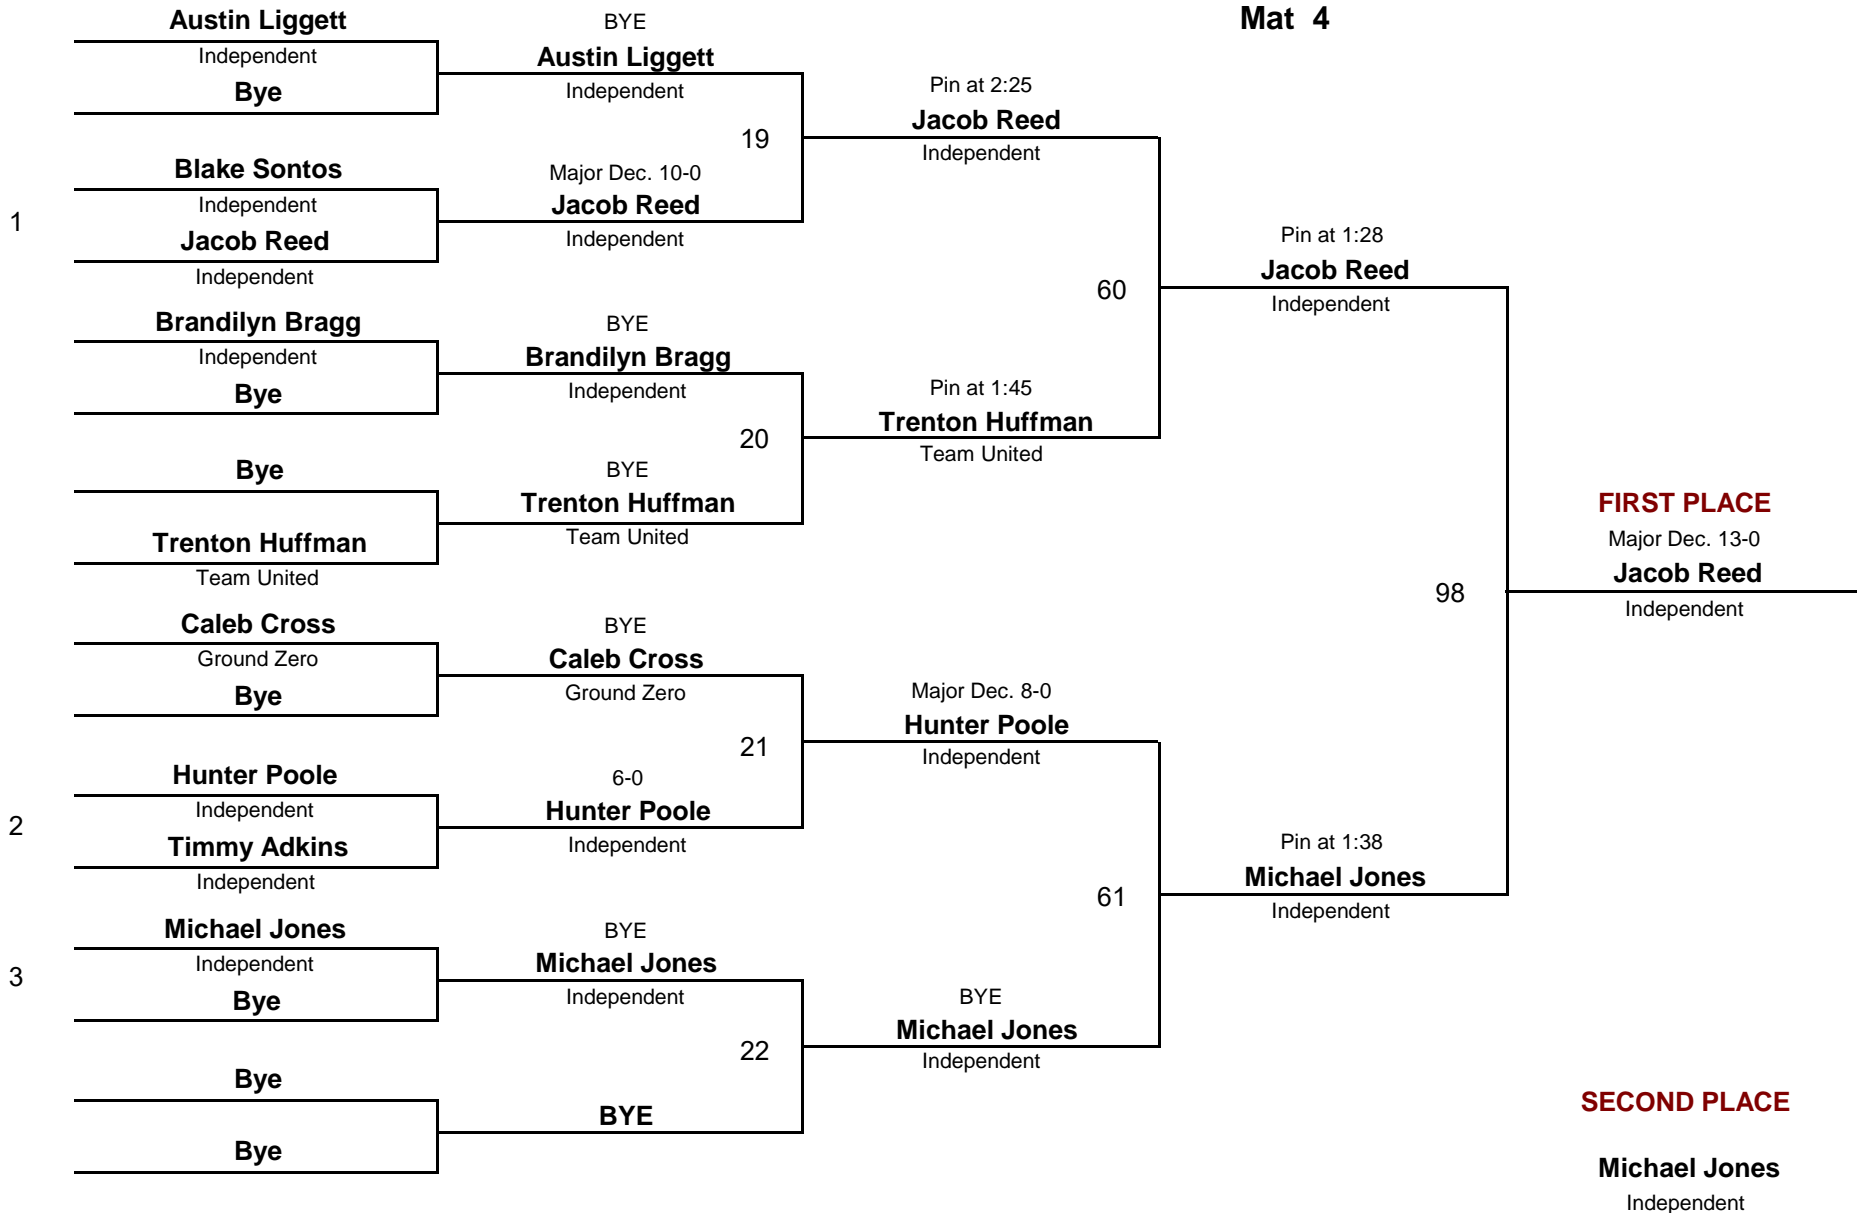 Mat 4
Austin Liggett
Independent
Bye
1
Blake Sontos
Independent
Jacob Reed
Independent
Brandilyn Bragg
Independent
Bye
Bye
Trenton Huffman
Team United
Caleb Cross
Ground Zero
Bye
2
Hunter Poole
Independent
Timmy Adkins
Independent
3
Michael Jones
Independent
Bye
Bye
Bye
BYE
Austin Liggett
Independent
19
Major Dec. 10-0
Jacob Reed
Independent
BYE
Brandilyn Bragg
Independent
20
BYE
Trenton Huffman
Team United
BYE
Caleb Cross
Ground Zero
21
6-0
Hunter Poole
Independent
BYE
Michael Jones
Independent
22
BYE
Pin at 2:25
Jacob Reed
Independent
60
Pin at 1:45
Trenton Huffman
Team United
Major Dec. 8-0
Hunter Poole
Independent
61
BYE
Michael Jones
Independent
Pin at 1:28
Jacob Reed
Independent
98
Pin at 1:38
Michael Jones
Independent
FIRST PLACE
Major Dec. 13-0
Jacob Reed
Independent
SECOND PLACE
Michael Jones
Independent